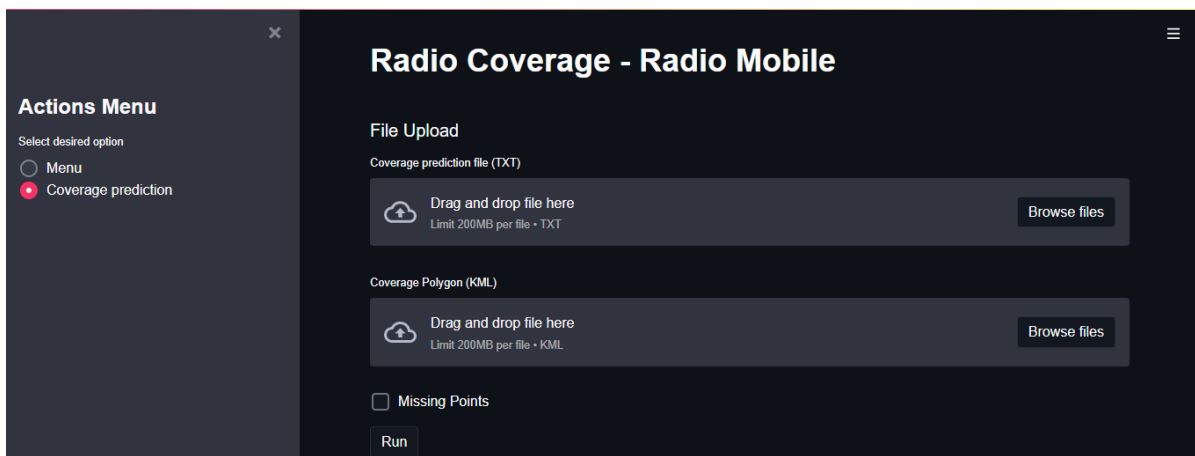 Actions Menu
Select desired option
Menu
Coverage prediction
Radio Coverage - Radio Mobile
File Upload
Coverage prediction file (TXT)
Drag and drop file here
Limit 200MB per file • TXT
Browse files
Coverage Polygon (KML)
Drag and drop file here
Limit 200MB per file • KML
Browse files
Missing Points
Run